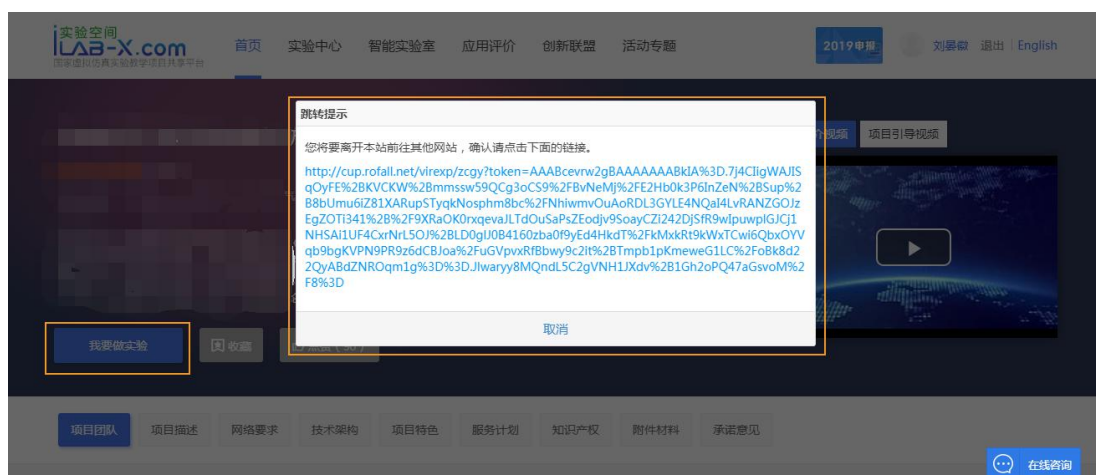 实验空间
iLAB-X.com
国家虚拟仿真实验教学项目共享平台
首页 实验中心 智能实验室 应用评价 创新联盟 活动专题
2019申报
退出 English
跳转提示
您将要离开本站前往其他网站，确认请点击下面的链接。
http://cup.rofall.net/virexp/zcgy?token=AAABcevrw2gBAAAAAAABkIA%3D.7j4CIigWAJIS
qOyFE%2BKVCKW%2Bmmssw59QCg3oCS9%2FBvNeMj%2FE2Hb0k3P6InZeN%2BSup%2
B8bUmu6iZ81XARupSTyqkNosphm8bc%2FNhiwmvOuAoRDL3GYLE4NQaI4LvRANZGOJz
EgZOTi341%2B%2F9XRaOK0rxqevaJLTdOuSaPsZEodjv9SoayCZi242DjSfR9wIpuwplGJCj1
NHSAi1UF4CxrNrL5OJ%2BLD0gIJ0B4160zba0f9yEd4HkdT%2FkMxkRt9kWxTCwi6QbxOYV
qb9bgKVPN9PR9z6dCBJoa%2FuGVpvxRfBbwy9c2it%2BTmpb1pKmeweG1LC%2FoBk8d2
2QyABdZNROqm1g%3D%3D.JIwaryy8MQndL5C2gVNH1JXdv%2B1Gh2oPQ47aGsvoM%2
F8%3D
取消
介视频 项目引导视频
我要做实验 收藏
项目团队 项目描述 网络要求 技术架构 项目特色 服务计划 知识产权 附件材料 承诺意见
在线咨询